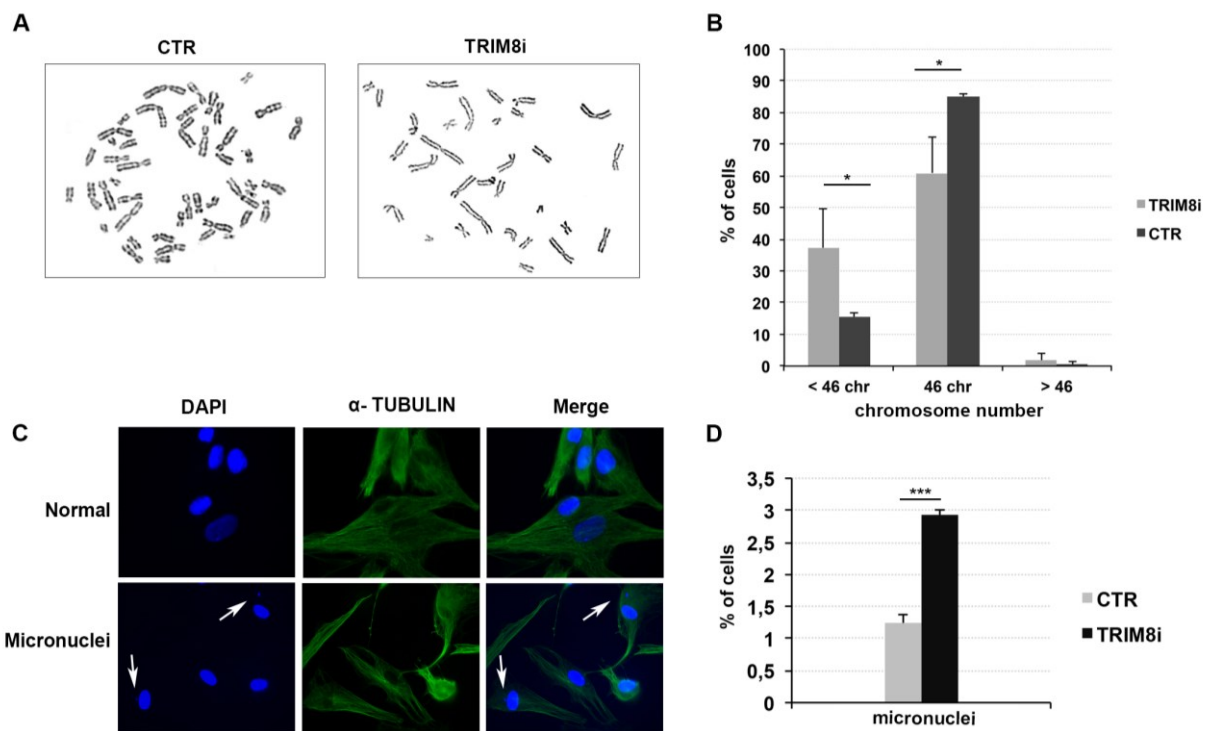 A
CTR
TRIM8i
B
100
90
80
70
60
50
40
30
20
10
0
% of cells
*
*
< 46 chr
46 chr
> 46
chromosome number
TRIM8i
CTR
C
DAPI
α- TUBULIN
Merge
Normal
Micronuclei
D
3,5
3
2,5
2
1,5
1
0,5
0
% of cells
***
micronuclei
CTR
TRIM8i